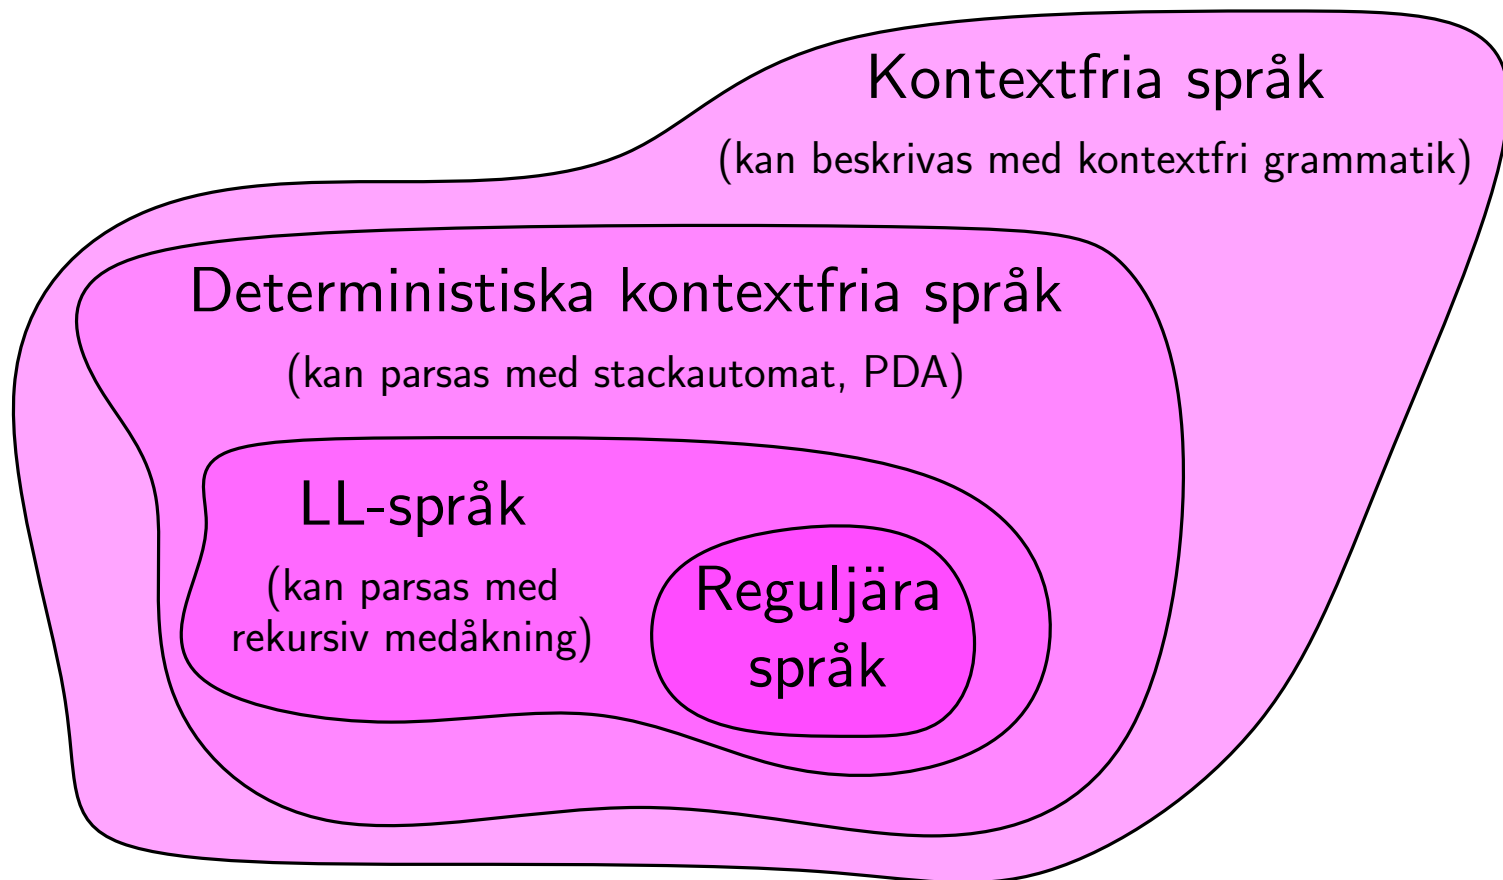 Kontextfria språk
(kan beskrivas med kontextfri grammatik)
Deterministiska kontextfria språk
(kan parsas med stackautomat, PDA)
LL-språk
(kan parsas med
rekursiv medåkning)
Reguljära
språk